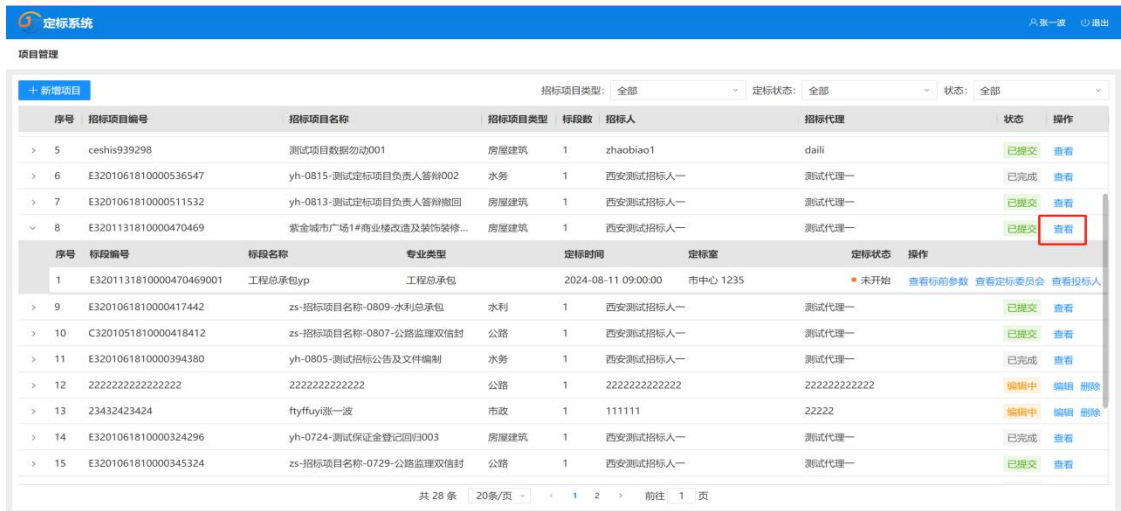 定标系统 张一波 退出
项目管理
+ 新增项目 招标项目类型: 全部 定标状态: 全部 状态: 全部
序号 招标项目编号 招标项目名称 招标项目类型 标段数 招标人 招标代理 状态 操作
> 5 ceshis939298 测试项目数据勿动001 房屋建筑 1 zhaobiao1 daili 已提交 查看
> 6 E3201061810000536547 yh-0815-测试定标项目负责人答辩002 水务 1 西安测试招标人一 测试代理一 已完成 查看
> 7 E3201061810000511532 yh-0813-测试定标项目负责人答辩撤回 房屋建筑 1 西安测试招标人一 测试代理一 已提交 查看
8 E3201131810000470469 紫金城市广场1#商业楼改造及装饰装修... 房屋建筑 1 西安测试招标人一 测试代理一 已提交 查看
序号 标段编号 标段名称 专业类型 定标时间 定标室 定标状态 操作
1 E3201131810000470469001 工程总承包yp 工程总承包 2024-08-11 09:00:00 市中心 1235 未开始 查看标前参数 查看定标委员会 查看投标人
> 9 E3201061810000417442 zs-招标项目名称-0809-水利总承包 水利 1 西安测试招标人一 测试代理一 已提交 查看
> 10 C3201051810000418412 zs-招标项目名称-0807-公路监理双信封 公路 1 西安测试招标人一 测试代理一 已提交 查看
> 11 E3201061810000394380 yh-0805-测试招标公告及文件编制 水务 1 西安测试招标人一 测试代理一 已完成 查看
> 12 2222222222222222 2222222222222 公路 1 2222222222222 222222222222 编辑中 编辑 删除
> 13 23432423424 ftyffuyi张一波 市政 1 111111 22222 编辑中 编辑 删除
> 14 E3201061810000324296 yh-0724-测试保证金登记回归003 房屋建筑 1 西安测试招标人一 测试代理一 已完成 查看
> 15 E3201061810000345324 zs-招标项目名称-0729-公路监理双信封 公路 1 西安测试招标人一 测试代理一 已提交 查看
共 28 条 20条/页 < 1 2 > 前往 1 页